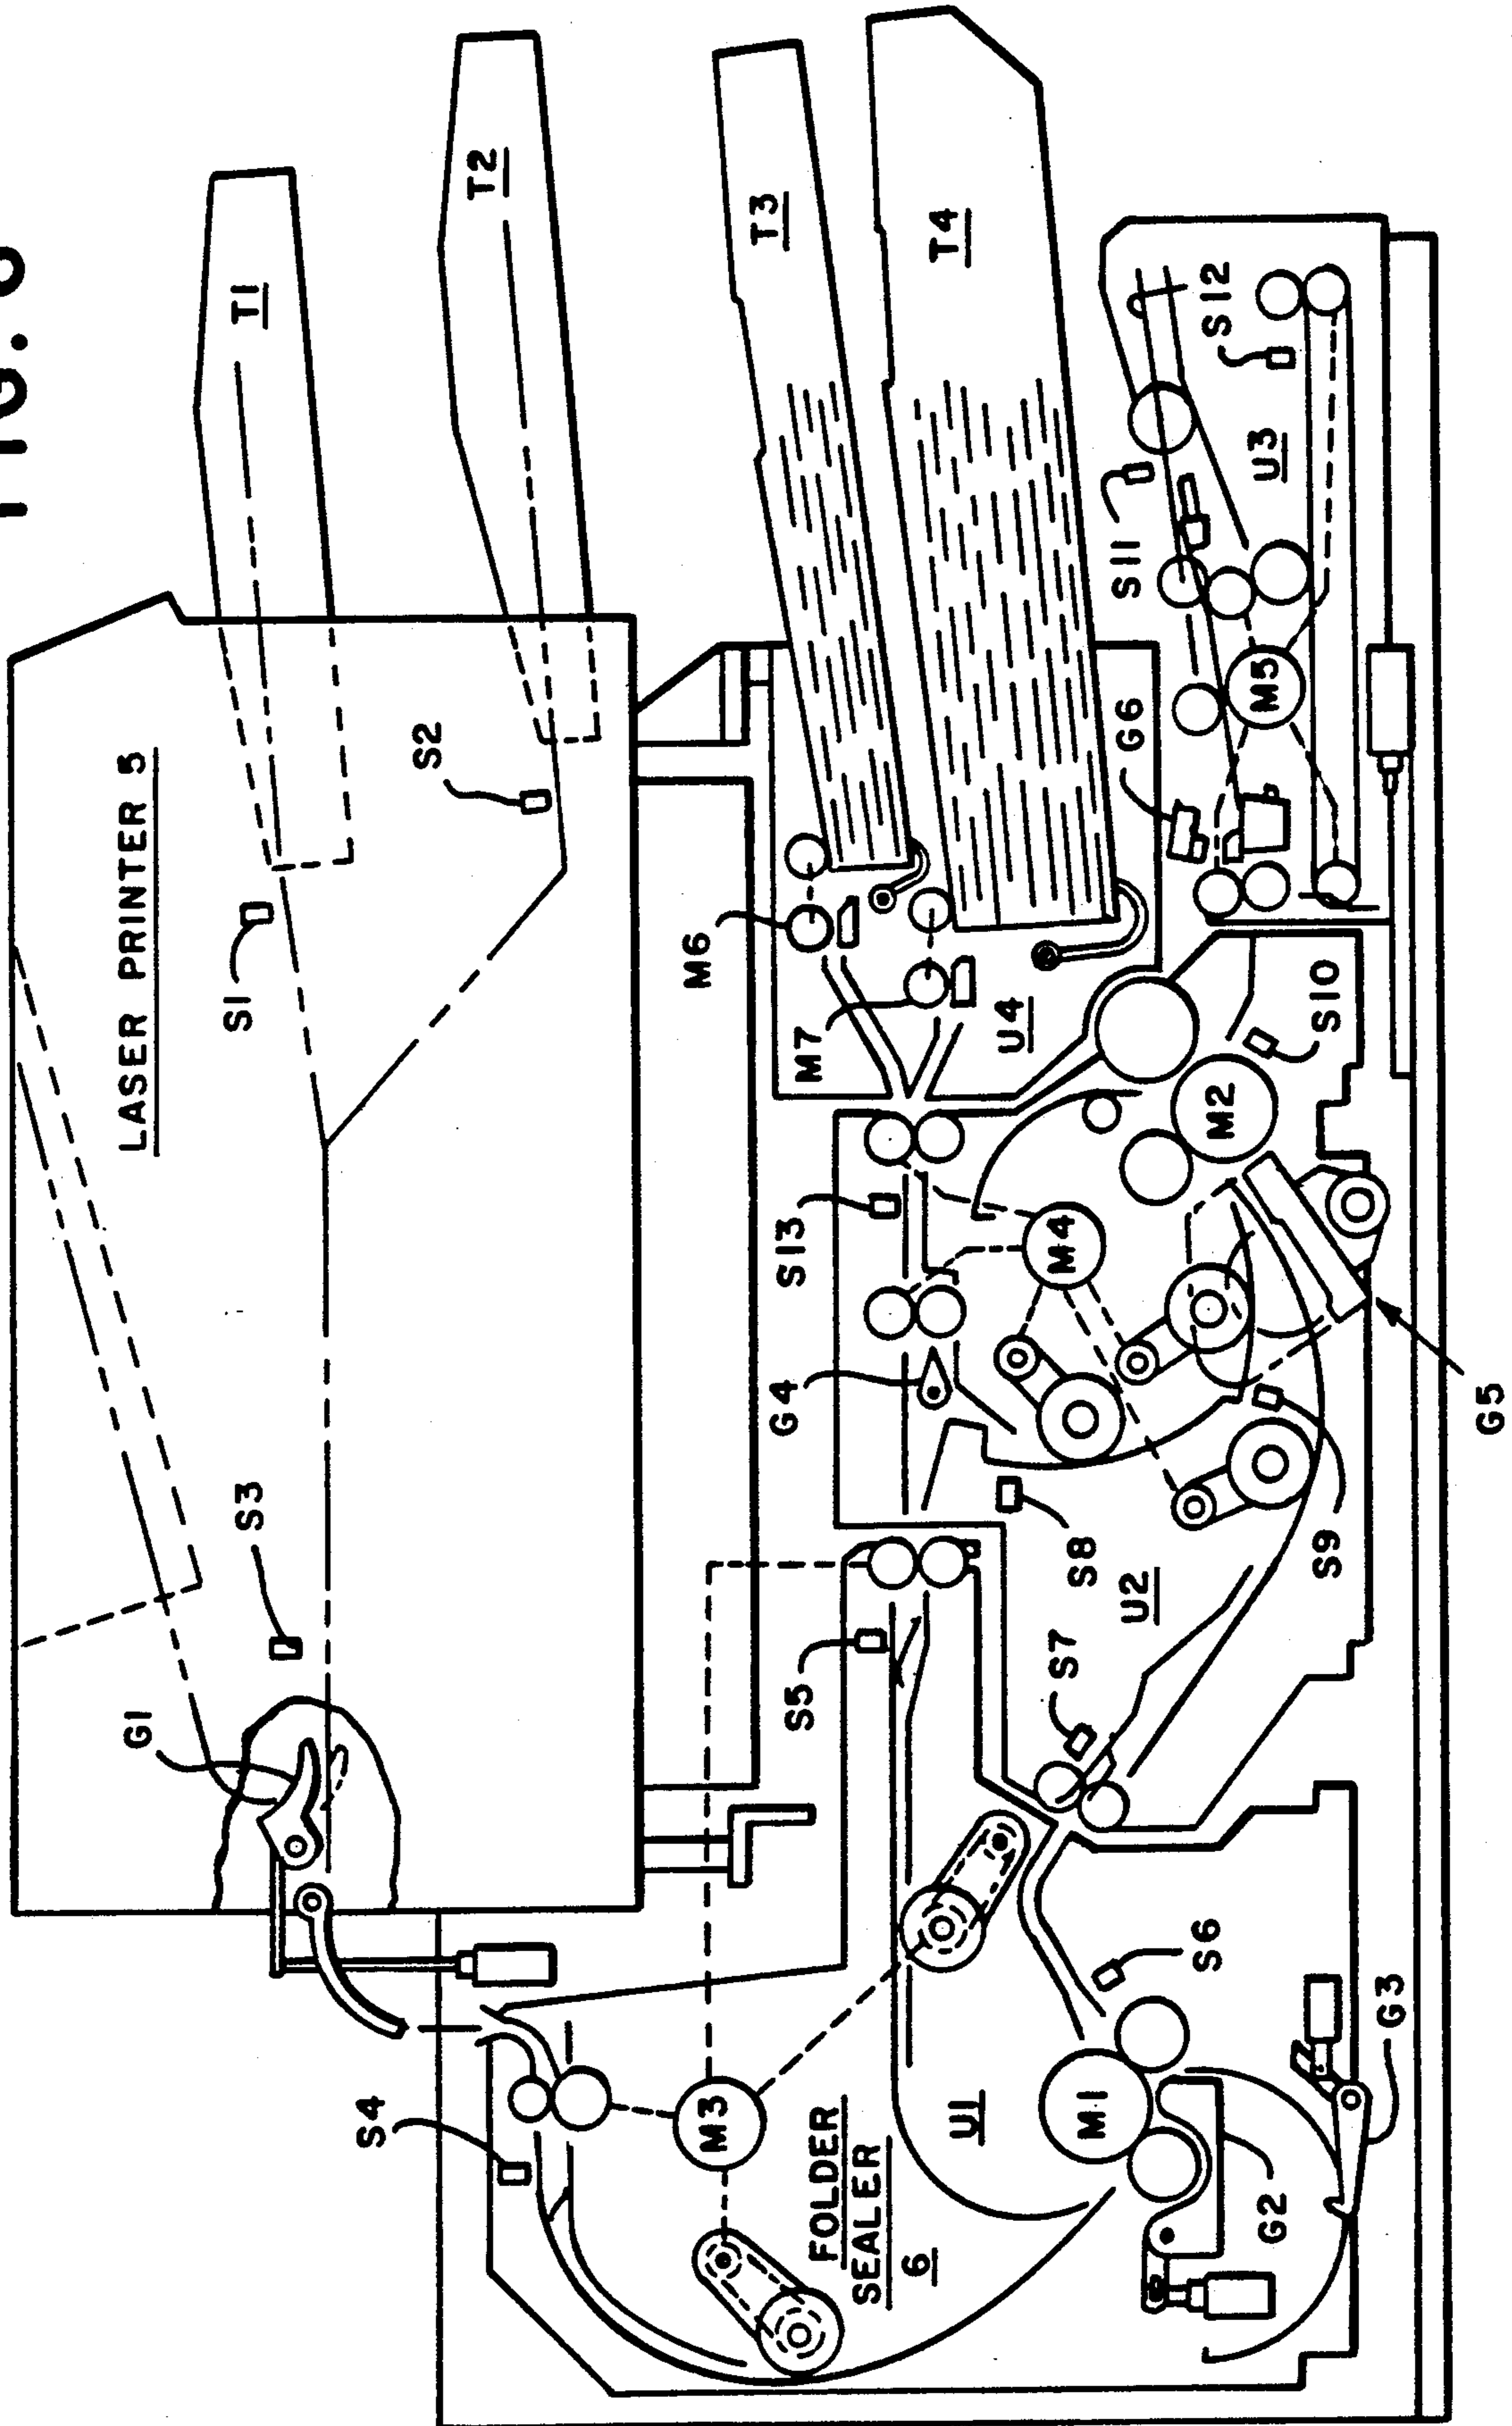 FIG.
LASER PRINTER 5
G1
S3
S1
T1
S4
S2
T2
M3
M6
T3
FOLDER
SEALER
6
S5
G4
S13
M7
T4
U1
S8
M4
U4
M1
S7
U2
M2
G6
S11
S6
S12
G2
S9
S10
M5
U3
G3
G5